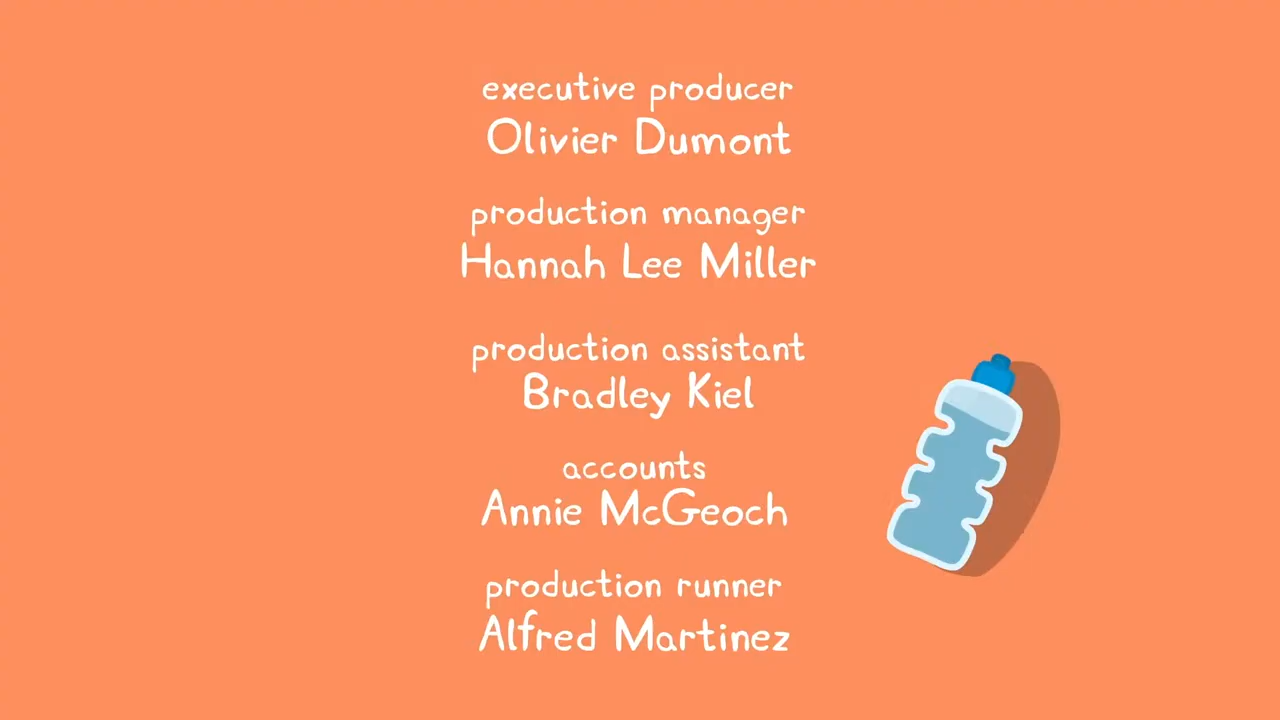 executive producer
Olivier Dumont
production manager
Hannah Lee Miller
production assistant
Bradley Kiel
accounts
Annie McGeoch
production runner
Alfred Martinez